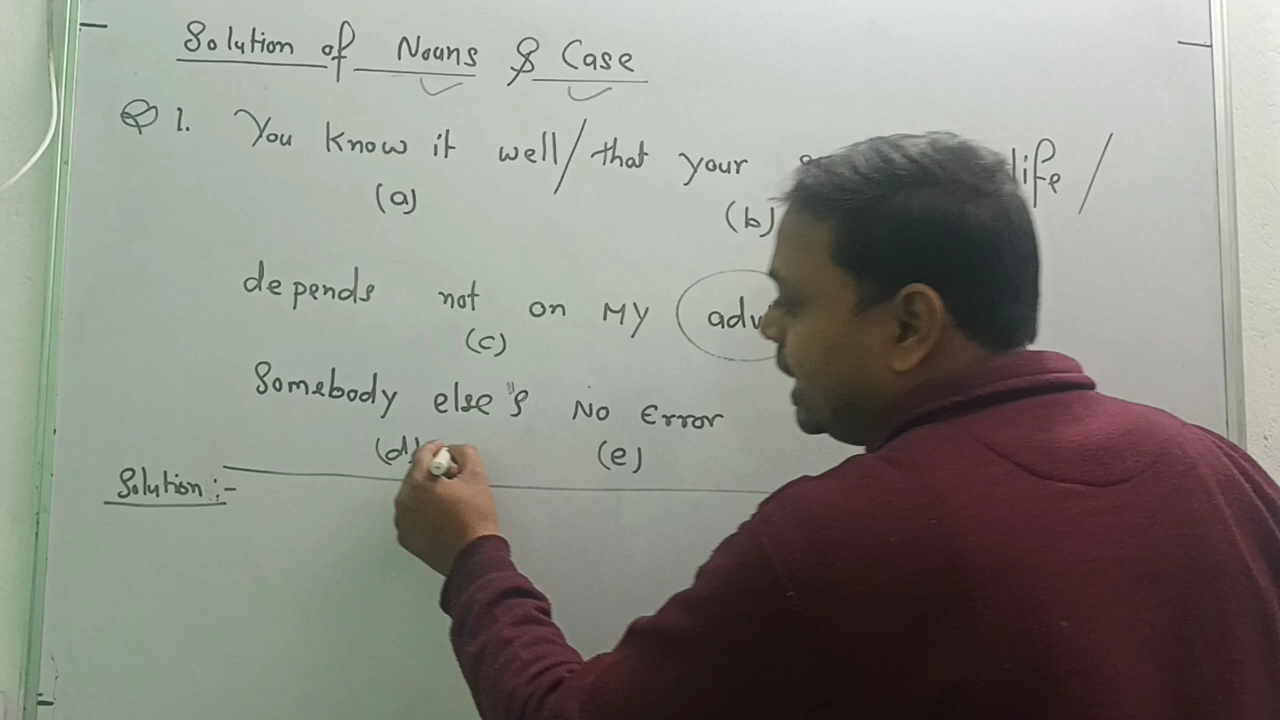 Solution of Nouns & Case
Q 1. You know it well / that your life /
(a) (b)
depends not on My
(c)
Somebody else's No Error
(d) (e)
Solution :-